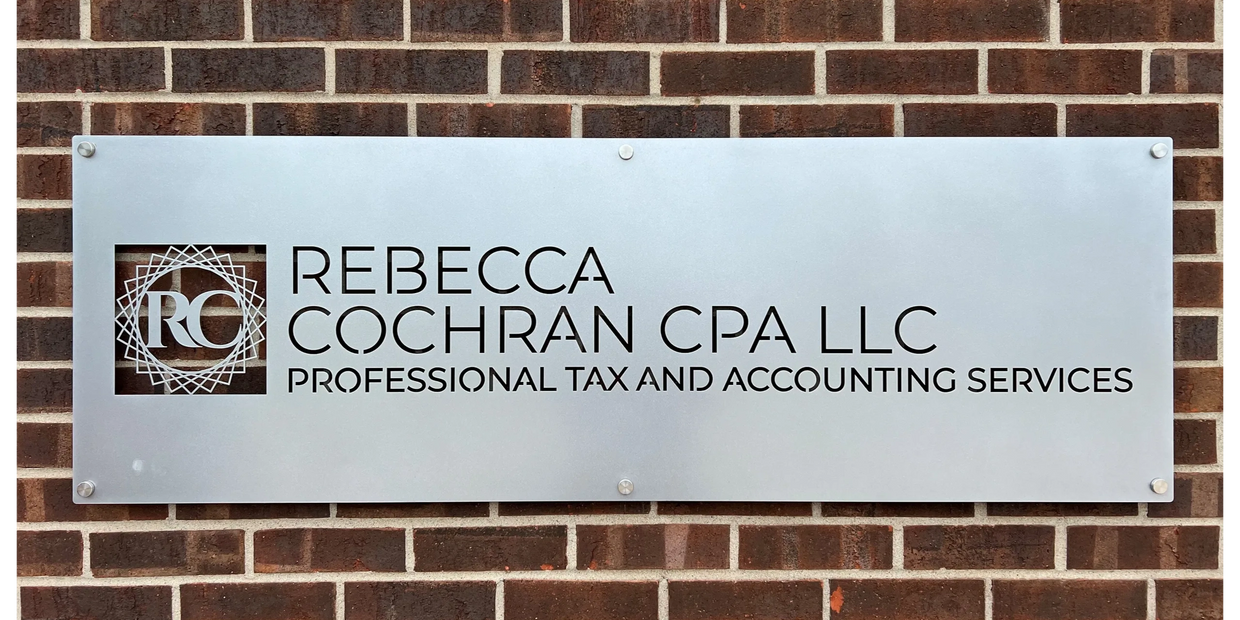 RC
REBECCA
COCHRAN CPA LLC
PROFESSIONAL TAX AND ACCOUNTING SERVICES